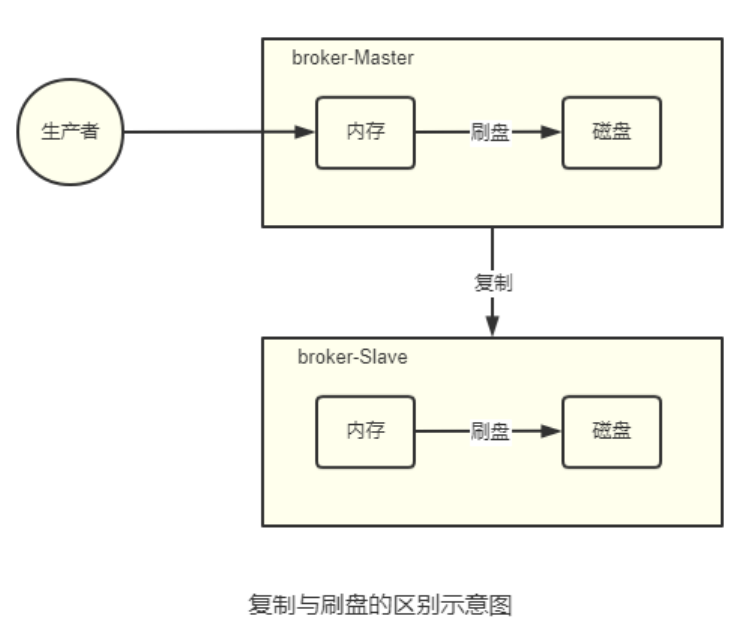 broker-Master
生产者
内存
刷盘
磁盘
复制
broker-Slave
内存
刷盘
磁盘
复制与刷盘的区别示意图